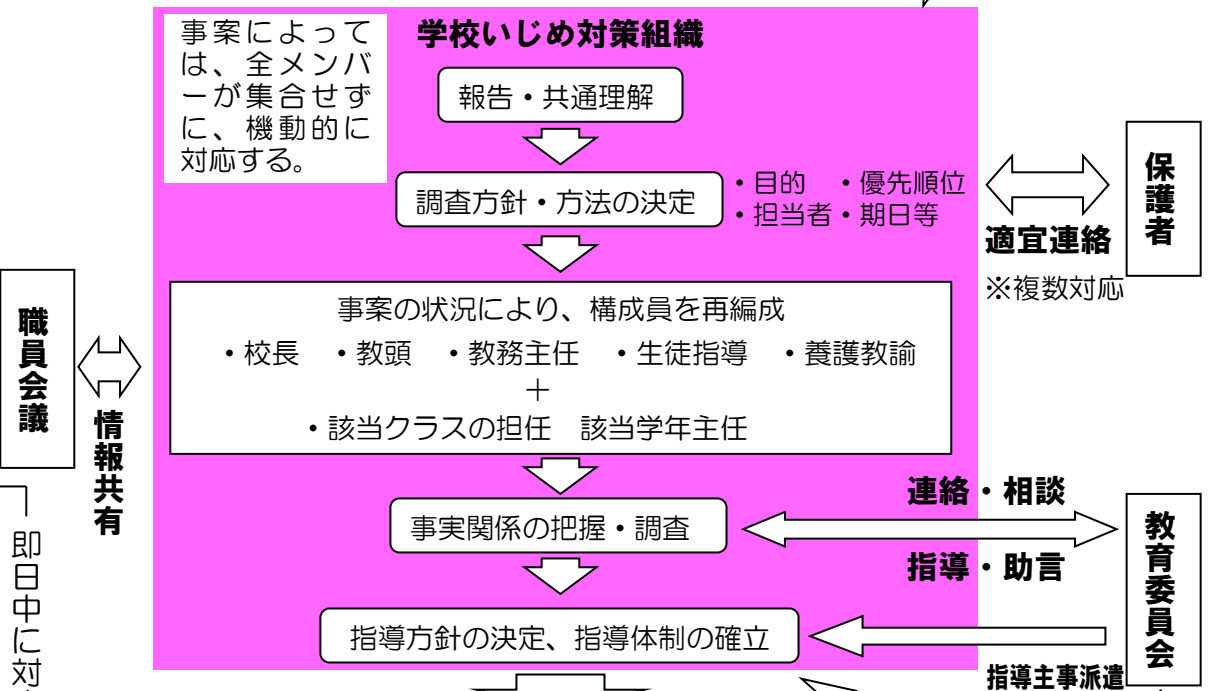 事案によって
は、全メンバ
ーが集合せず
に、機動的に
対応する。
学校いじめ対策組織
報告・共通理解
調査方針・方法の決定
・目的 ・優先順位
・担当者・期日等
保護者
適宜連絡
※複数対応
事案の状況により、構成員を再編成
・校長 ・教頭 ・教務主任 ・生徒指導 ・養護教諭
＋
・該当クラスの担任 該当学年主任
職員会議
情報共有
事実関係の把握・調査
連絡・相談
指導・助言
教育委員会
指導方針の決定、指導体制の確立
指導主事派遣
即日中に対